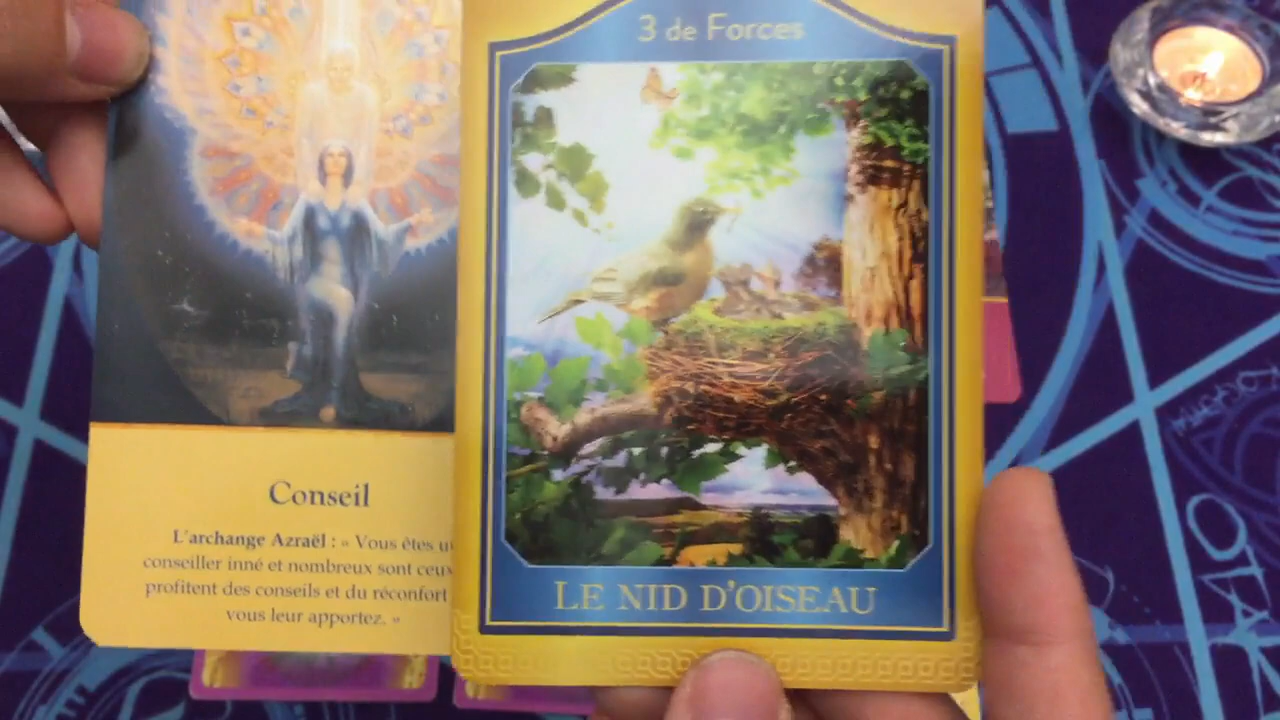 3 de Forces
LE NID D'OISEAU
Conseil
L'archange Azraël : « Vous êtes
conseiller inné et nombreux sont ceux
profitent des conseils et du réconfort
vous leur apportez. »